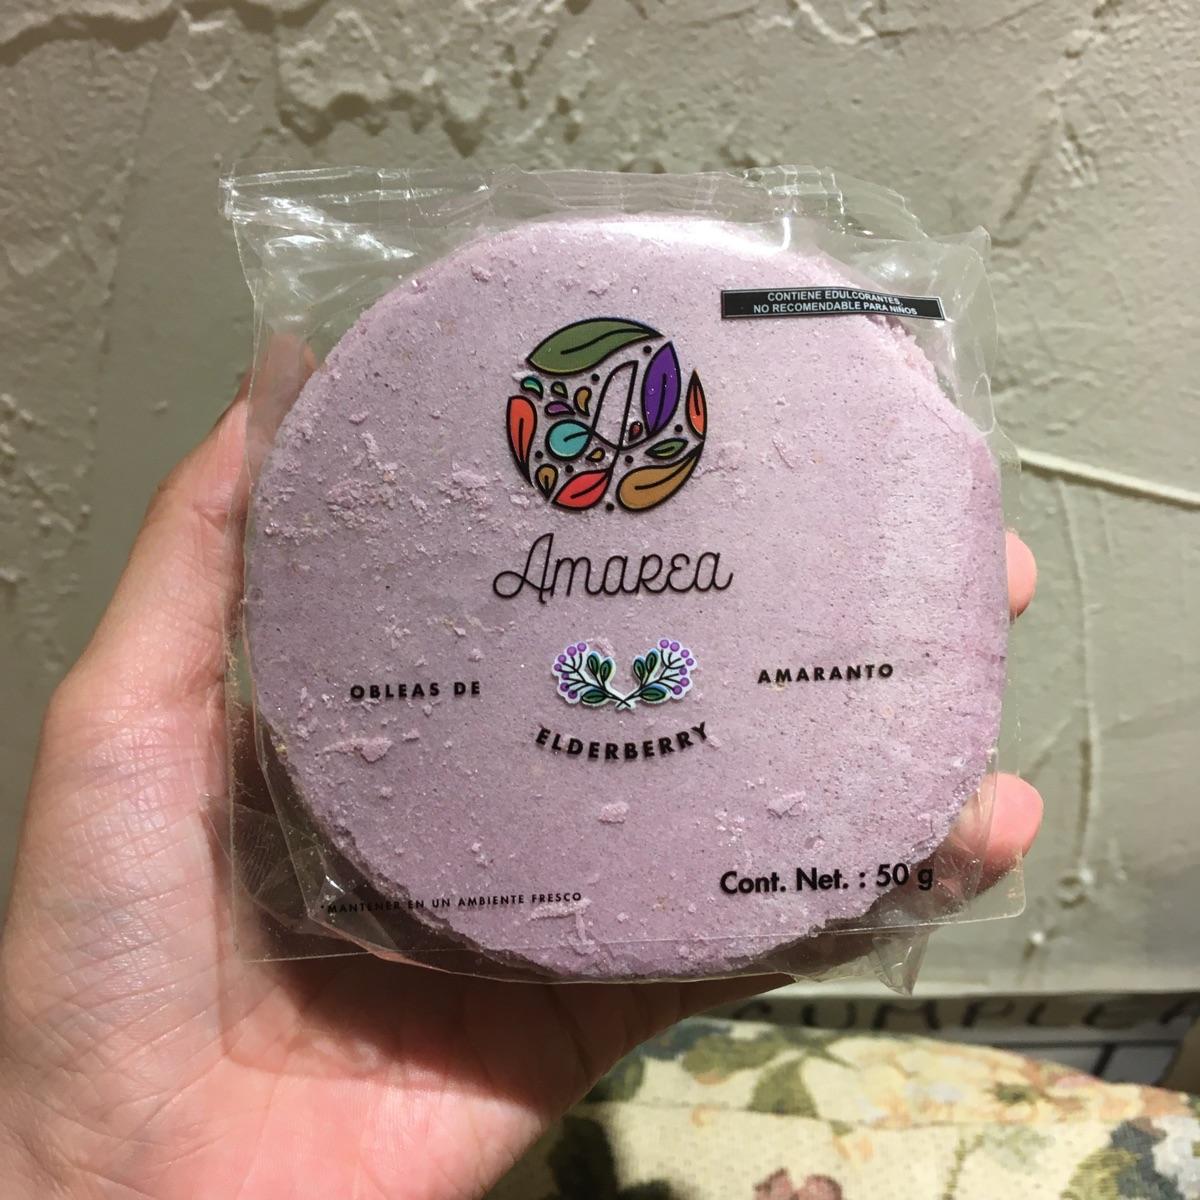 CONTIENE EDULCORANTES,
NO RECOMENDABLE PARA NIÑOS
Amarea
OBLEAS DE
AMARANTO
ELDERBERRY
Cont. Net. : 50 g
*MANTENER EN UN AMBIENTE FRESCO
CUMPLEA